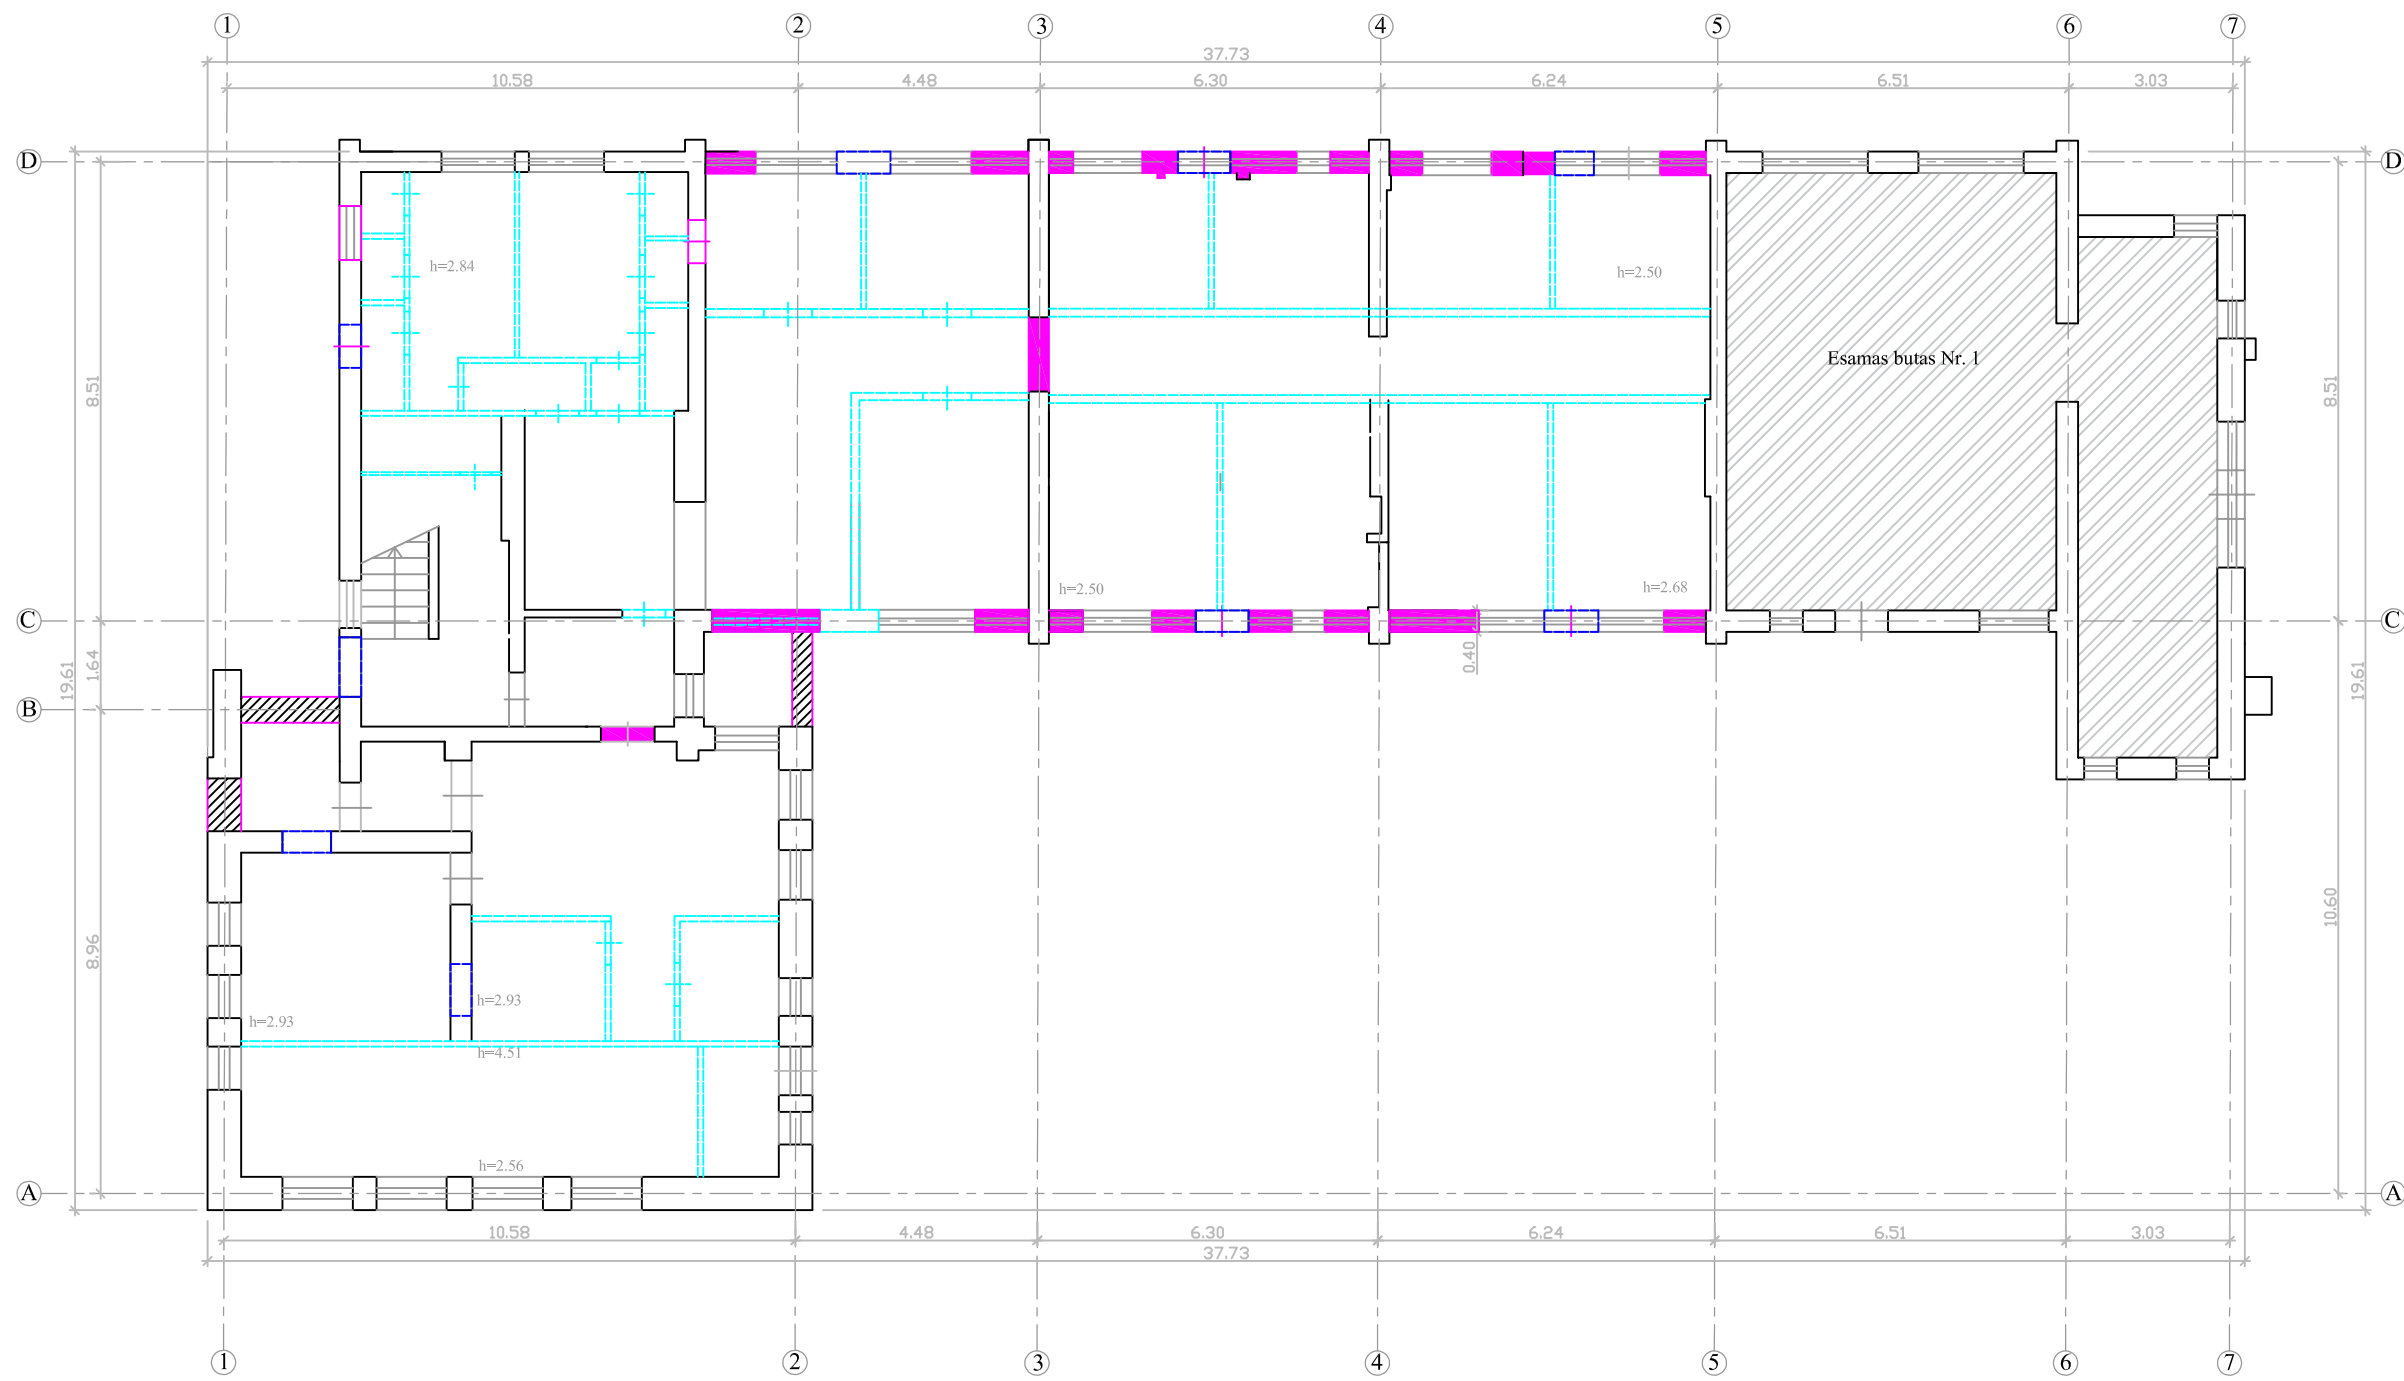 1 2 3 4 5 6 7
37.73
10.58 4.48 6.30 6.24 6.51 3.03
D D
h=2.84
h=2.50
Esamas butas Nr. 1
8.51 8.51
h=2.50
h=2.68
C C
0.40
19.61 1.64 19.61
B
10.60
8.96
h=2.93
h=2.93
h=4.51
h=2.56
A A
10.58 4.48 6.30 6.24 6.51 3.03
37.73
1 2 3 4 5 6 7